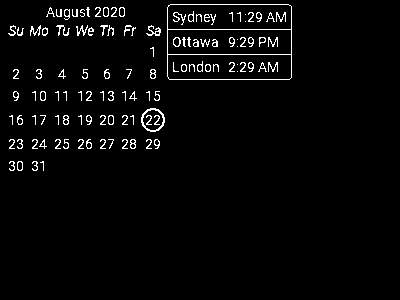 August 2020
Su Mo Tu We Th Fr Sa
1
2 3 4 5 6 7 8
9 10 11 12 13 14 15
16 17 18 19 20 21 22
23 24 25 26 27 28 29
30 31
Sydney 11:29 AM
Ottawa 9:29 PM
London 2:29 AM